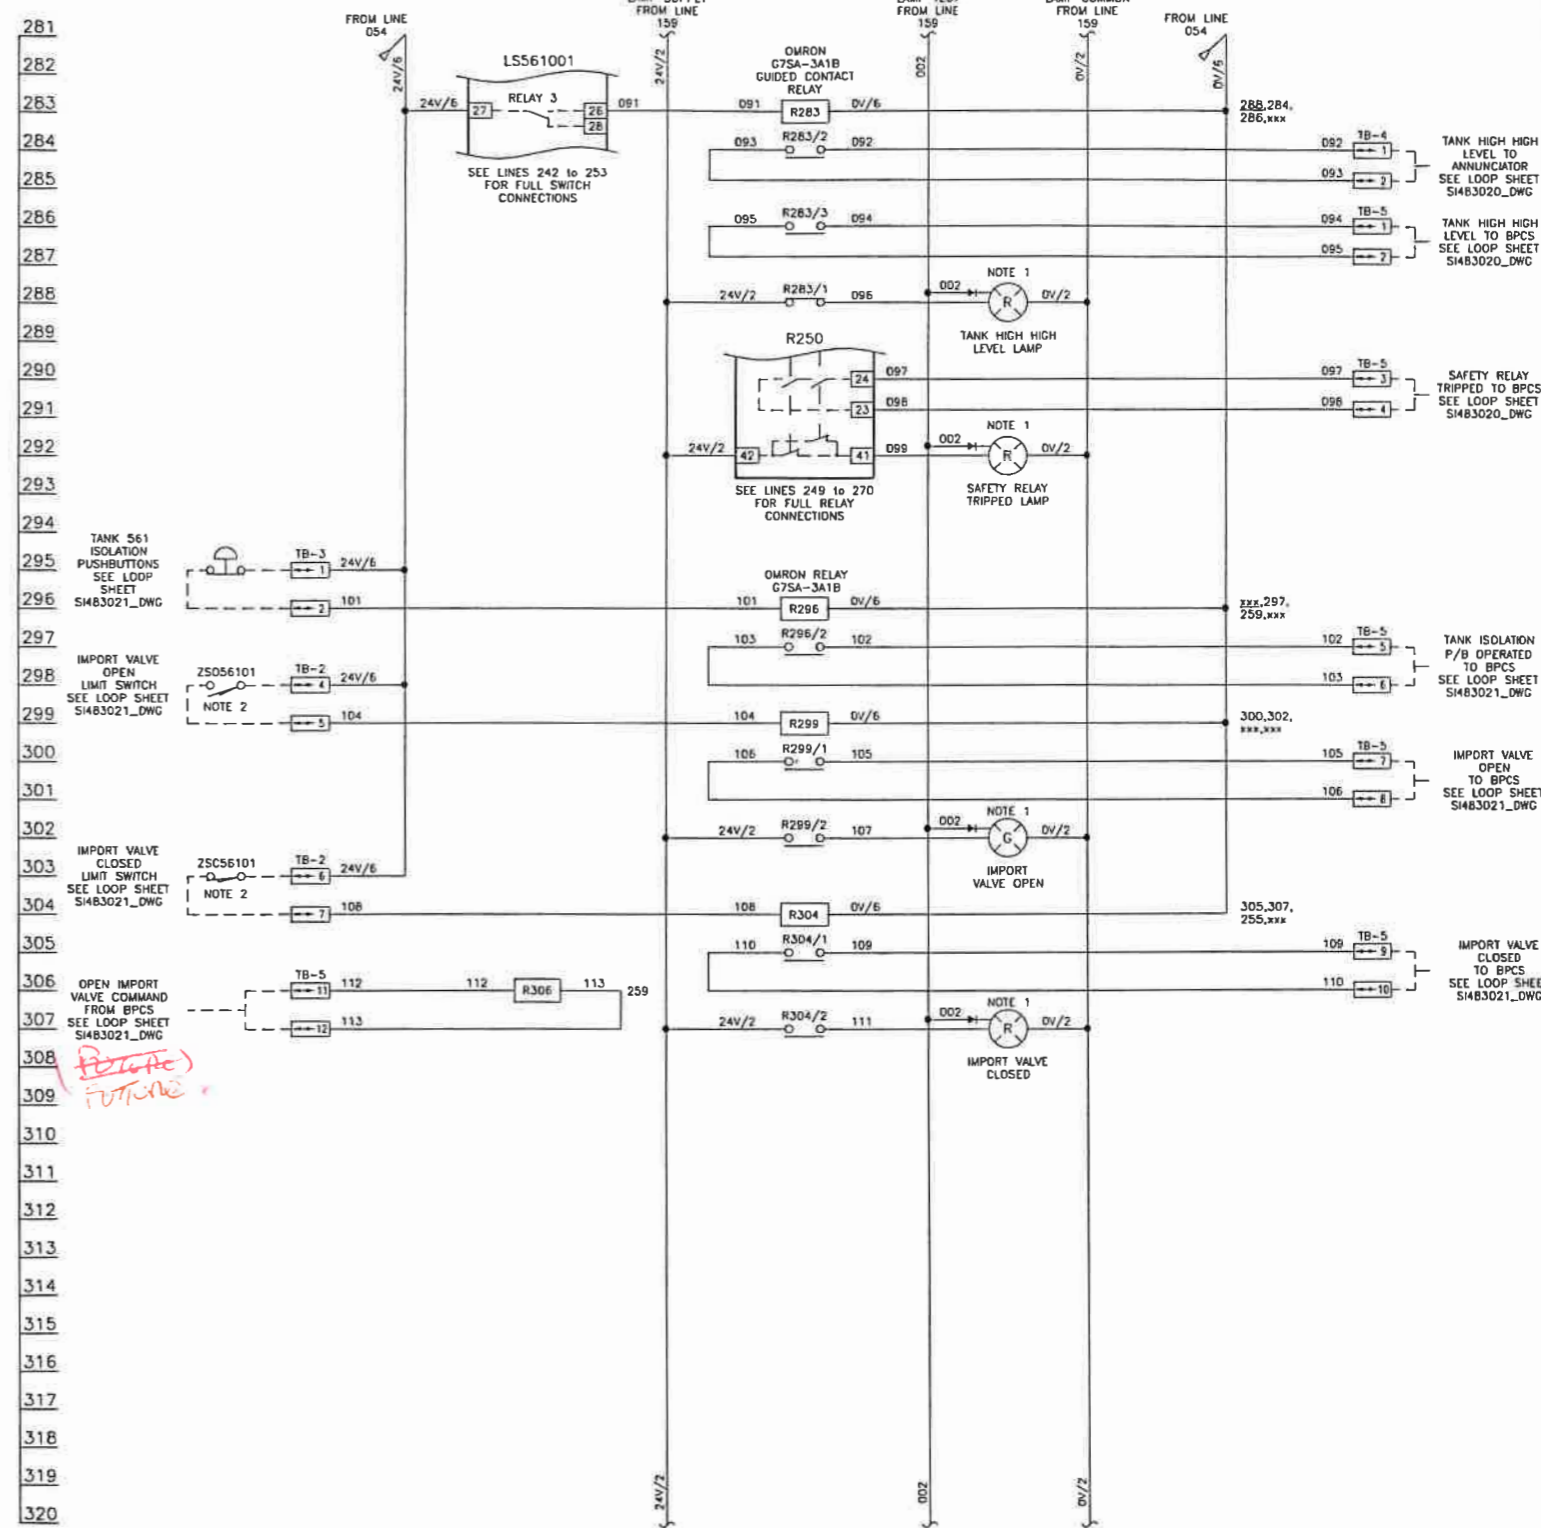 LAMP SUPPLY
FROM LINE
159
LAMP TEST
FROM LINE
159
LAMP COMMON
FROM LINE
159
FROM LINE
054
FROM LINE
054
281
282
283
284
285
286
287
288
289
290
291
292
293
294
295
296
297
298
299
300
301
302
303
304
305
306
307
308
309
310
311
312
313
314
315
316
317
318
319
320
24V/6
24V/2
002
0V/2
0V/6
LS561001
24V/6
27
RELAY 3
26
28
091
SEE LINES 242 to 253
FOR FULL SWITCH
CONNECTIONS
OMRON
G7SA-3A1B
GUIDED CONTACT
RELAY
091
R283
0V/6
288,284,
286,xxx
093
R283/2
092
092
TB-4
1
093
2
TANK HIGH HIGH
LEVEL TO
ANNUNCIATOR
SEE LOOP SHEET
SI483020_DWG
095
R283/3
094
094
TB-5
1
095
2
TANK HIGH HIGH
LEVEL TO BPCS
SEE LOOP SHEET
SI483020_DWG
24V/2
R283/1
096
002
NOTE 1
R
0V/2
TANK HIGH HIGH
LEVEL LAMP
R250
24
097
23
098
097
TB-5
3
098
4
SAFETY RELAY
TRIPPED TO BPCS
SEE LOOP SHEET
SI483020_DWG
24V/2
42
41
099
002
NOTE 1
R
0V/2
SAFETY RELAY
TRIPPED LAMP
SEE LINES 249 to 270
FOR FULL RELAY
CONNECTIONS
TANK 561
ISOLATION
PUSHBUTTONS
SEE LOOP
SHEET
SI483021_DWG
TB-3
1
24V/6
2
101
OMRON RELAY
G7SA-3A1B
101
R296
0V/6
xxx,297,
259,xxx
103
R296/2
102
102
TB-5
5
103
6
TANK ISOLATION
P/B OPERATED
TO BPCS
SEE LOOP SHEET
SI483021_DWG
IMPORT VALVE
OPEN
LIMIT SWITCH
SEE LOOP SHEET
SI483021_DWG
ZSO56101
NOTE 2
TB-2
4
24V/6
5
104
104
R299
0V/6
300,302,
xxx,xxx
106
R299/1
105
105
TB-5
7
106
8
IMPORT VALVE
OPEN
TO BPCS
SEE LOOP SHEET
SI483021_DWG
24V/2
R299/2
107
002
NOTE 1
G
0V/2
IMPORT
VALVE OPEN
IMPORT VALVE
CLOSED
LIMIT SWITCH
SEE LOOP SHEET
SI483021_DWG
ZSC56101
NOTE 2
TB-2
6
24V/6
7
108
108
R304
0V/6
305,307,
255,xxx
110
R304/1
109
109
TB-5
9
110
10
IMPORT VALVE
CLOSED
TO BPCS
SEE LOOP SHEE
SI483021_DWG
OPEN IMPORT
VALVE COMMAND
FROM BPCS
SEE LOOP SHEET
SI483021_DWG
TB-5
11
112
12
113
112
R306
113
259
24V/2
R304/2
111
002
NOTE 1
R
0V/2
IMPORT VALVE
CLOSED
FUTURE
24V/2
002
0V/2